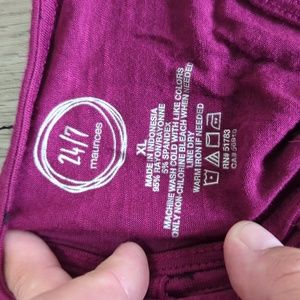 24/7
maurices
XL
MADE IN INDONESIA
95% RAYON/RAYONNE
5% SPANDEX
MACHINE WASH COLD WITH LIKE COLORS
ONLY NON-CHLORINE BLEACH WHEN NEEDED
LINE DRY
WARM IRON IF NEEDED
RN# 51783